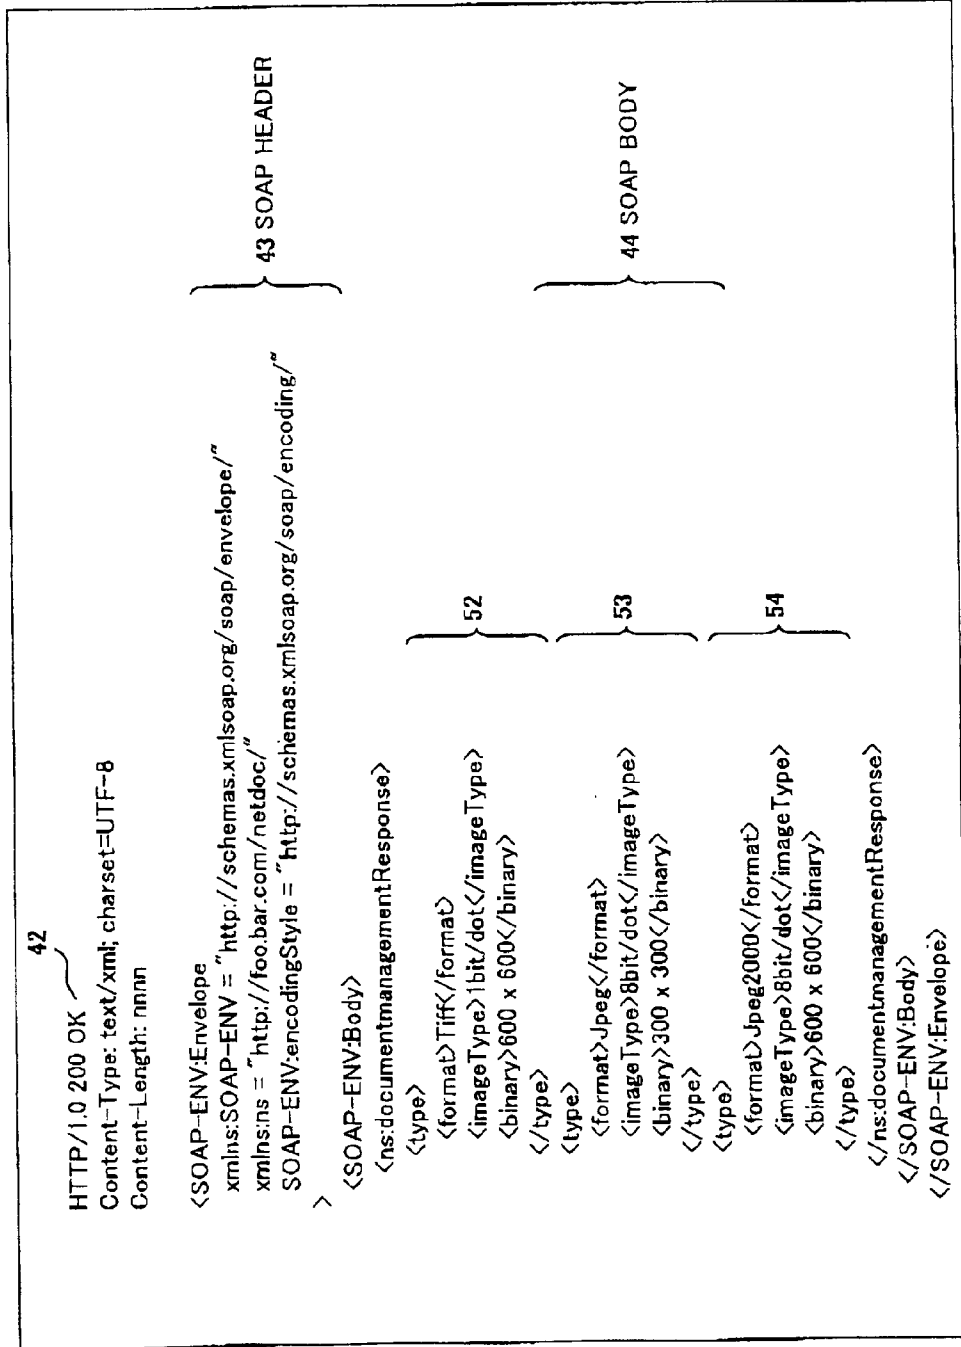 42
HTTP/1.0 200 OK
Content-Type: text/xml; charset=UTF-8
Content-Length: nnnn
<SOAP-ENV:Envelope
xmlns:SOAP-ENV = "http://schemas.xmlsoap.org/soap/envelope/"
xmlns:ns = "http://foo.bar.com/netdoc/"
SOAP-ENV:encodingStyle = "http://schemas.xmlsoap.org/soap/encoding/"
>
43 SOAP HEADER
<SOAP-ENV:Body>
<ns:documentmanagementResponse>
<type>
<format>Tiff</format>
<imageType>1bit/dot</imageType>
<binary>600 x 600</binary>
</type>
52
<type>
<format>Jpeg</format>
<imageType>8bit/dot</imageType>
<binary>300 x 300</binary>
</type>
53
44 SOAP BODY
<type>
<format>Jpeg2000</format>
<imageType>8bit/dot</imageType>
<binary>600 x 600</binary>
</type>
54
</ns:documentmanagementResponse>
</SOAP-ENV:Body>
</SOAP-ENV:Envelope>